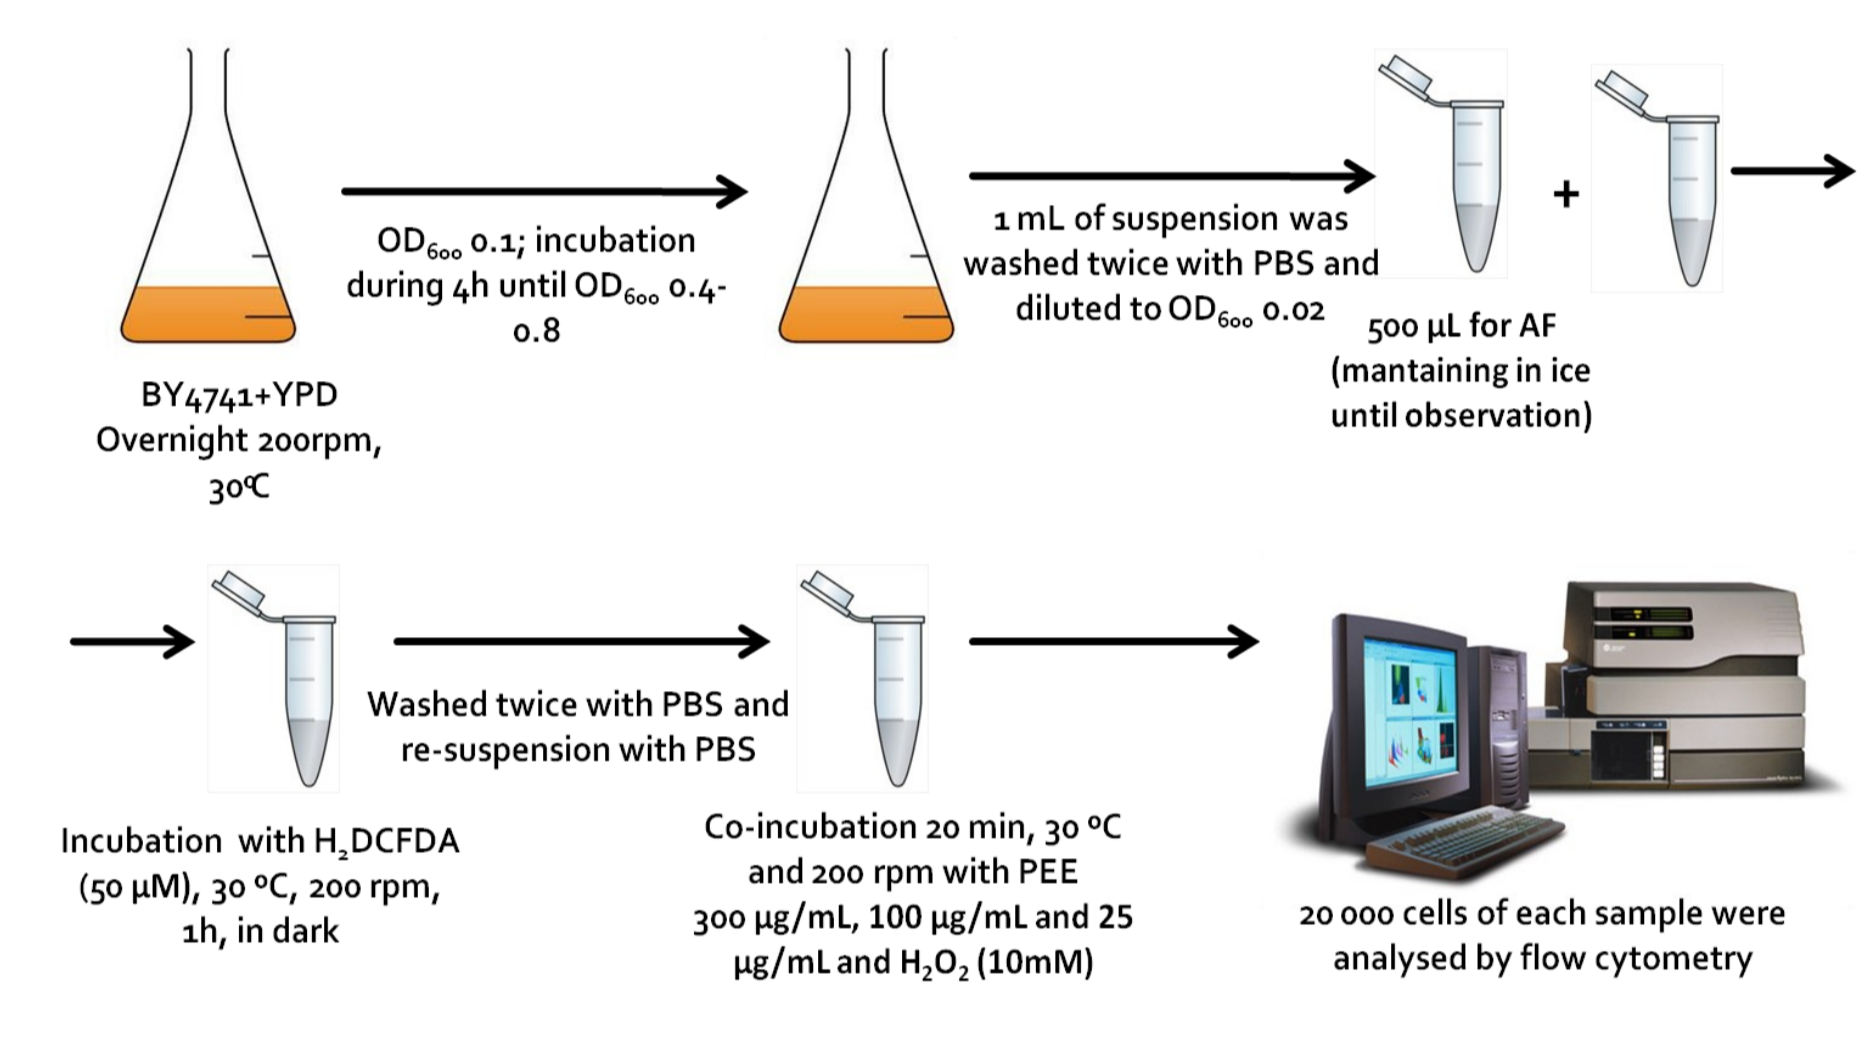 OD₆₀₀ 0.1; incubation
during 4h until OD₆₀₀ 0.4-
0.8
1 mL of suspension was
washed twice with PBS and
diluted to OD₆₀₀ 0.02
+
500 µL for AF
(mantaining in ice
until observation)
BY4741+YPD
Overnight 200rpm,
30ºC
Washed twice with PBS and
re-suspension with PBS
Incubation with H₂DCFDA
(50 µM), 30 ºC, 200 rpm,
1h, in dark
Co-incubation 20 min, 30 ºC
and 200 rpm with PEE
300 µg/mL, 100 µg/mL and 25
µg/mL and H₂O₂ (10mM)
20 000 cells of each sample were
analysed by flow cytometry